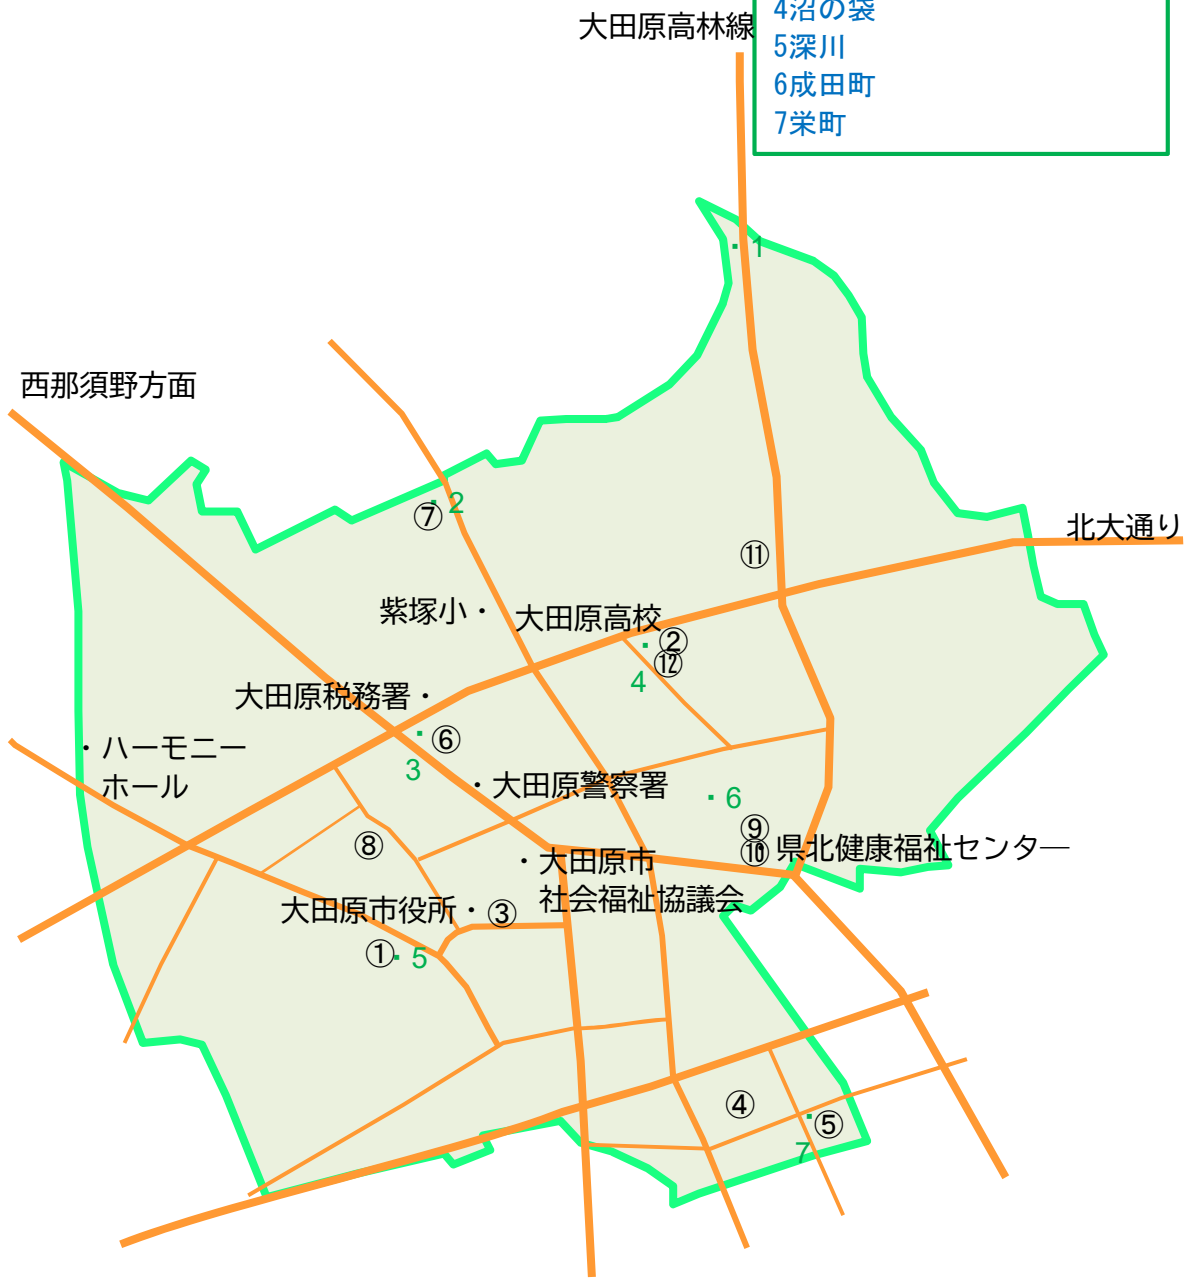 大田原高林線
4沼の袋
5深川
6成田町
7栄町
・1
西那須野方面
・2
⑦
北大通り
⑪
紫塚小・
大田原高校
・②
⑫
4
大田原税務署・
・⑥
3
・ハーモニー
ホール
・大田原警察署
・6
⑨
⑧
⑩・県北健康福祉センター
・大田原市
社会福祉協議会
大田原市役所・③
①・5
④
・⑤
7